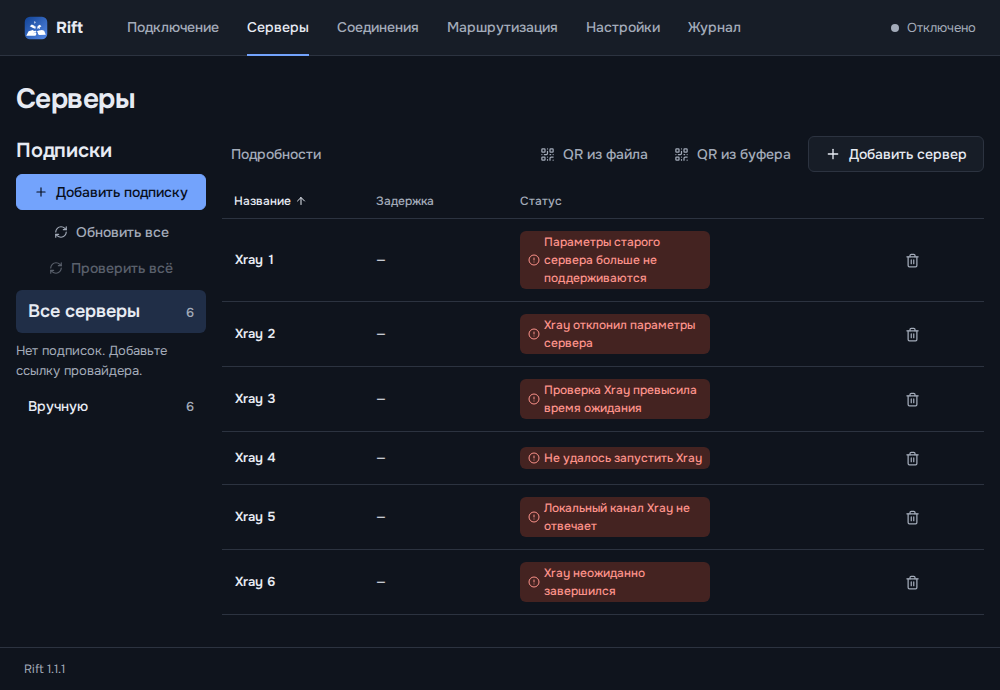 Rift
Подключение
Серверы
Соединения
Маршрутизация
Настройки
Журнал
Отключено
Серверы
Подписки
Добавить подписку
Обновить все
Проверить всё
Все серверы 6
Нет подписок. Добавьте
ссылку провайдера.
Вручную 6
Подробности
QR из файла
QR из буфера
Добавить сервер
Название
Задержка
Статус
Xray 1
–
Параметры старого
сервера больше не
поддерживаются
Xray 2
–
Xray отклонил параметры
сервера
Xray 3
–
Проверка Xray превысила
время ожидания
Xray 4
–
Не удалось запустить Xray
Xray 5
–
Локальный канал Xray не
отвечает
Xray 6
–
Xray неожиданно
завершился
Rift 1.1.1